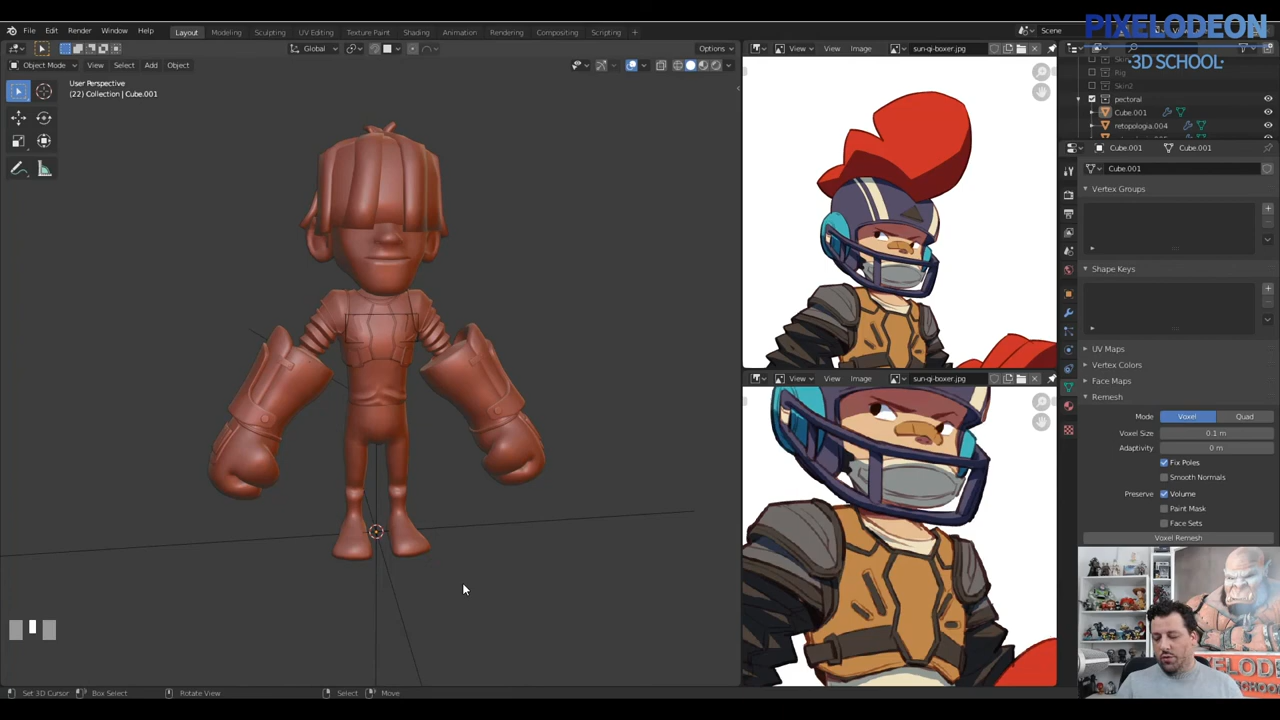 File Edit Render Window Help Layout Modeling Sculpting UV Editing Texture Paint Shading Animation Rendering Compositing Scripting + Scene
PIXELODEON
·3D SCHOOL·
Global Options View Image sun-qi-boxer.jpg
Object Mode View Select Add Object
User Perspective
(22) Collection | Cube.001
Rig
Skin2
pectoral
Cube.001
retopologia.004
Cube.001 Cube.001
Cube.001
Vertex Groups
Shape Keys
UV Maps
Vertex Colors
Face Maps
Remesh
Mode Voxel Quad
Voxel Size 0.1 m
Adaptivity 0 m
Fix Poles
Smooth Normals
Preserve Volume
Paint Mask
Face Sets
Voxel Remesh
View Image sun-qi-boxer.jpg
PIXELODEON
Set 3D Cursor Box Select Rotate View Select Move